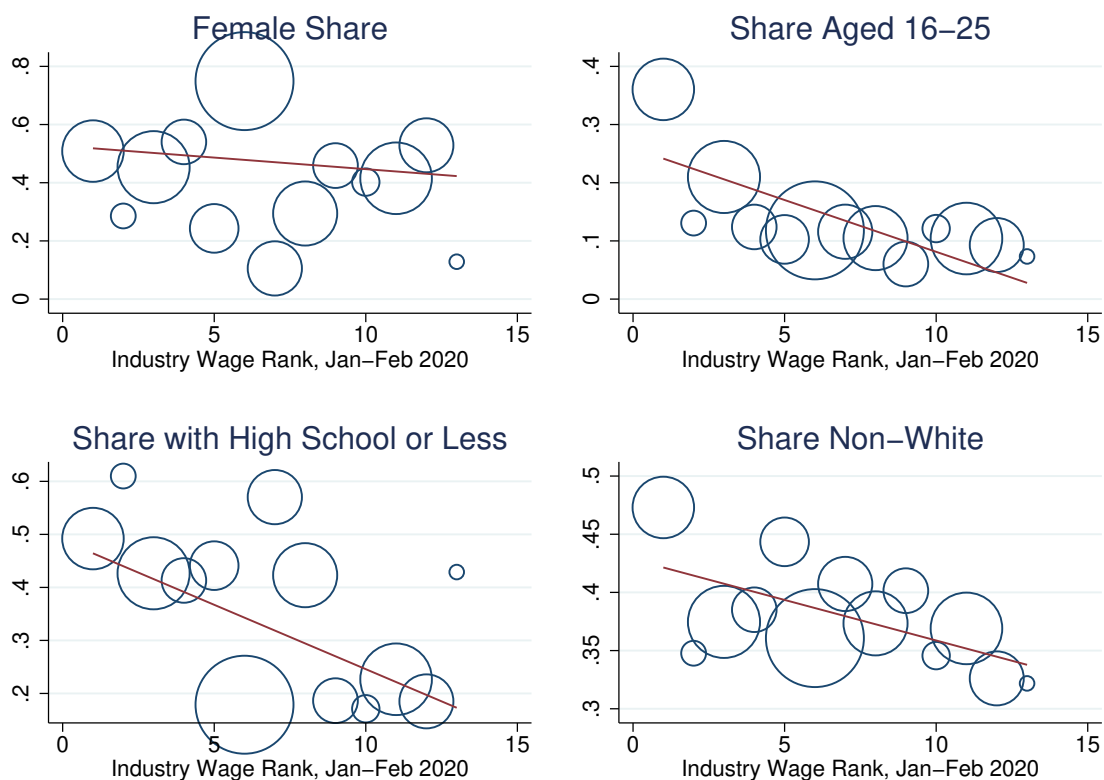 Female Share
.8
.6
.4
.2
0
0 5 10 15
Industry Wage Rank, Jan−Feb 2020
Share Aged 16−25
.4
.3
.2
.1
0
0 5 10 15
Industry Wage Rank, Jan−Feb 2020
Share with High School or Less
.6
.5
.4
.3
.2
0 5 10 15
Industry Wage Rank, Jan−Feb 2020
Share Non−White
.5
.45
.4
.35
.3
0 5 10 15
Industry Wage Rank, Jan−Feb 2020